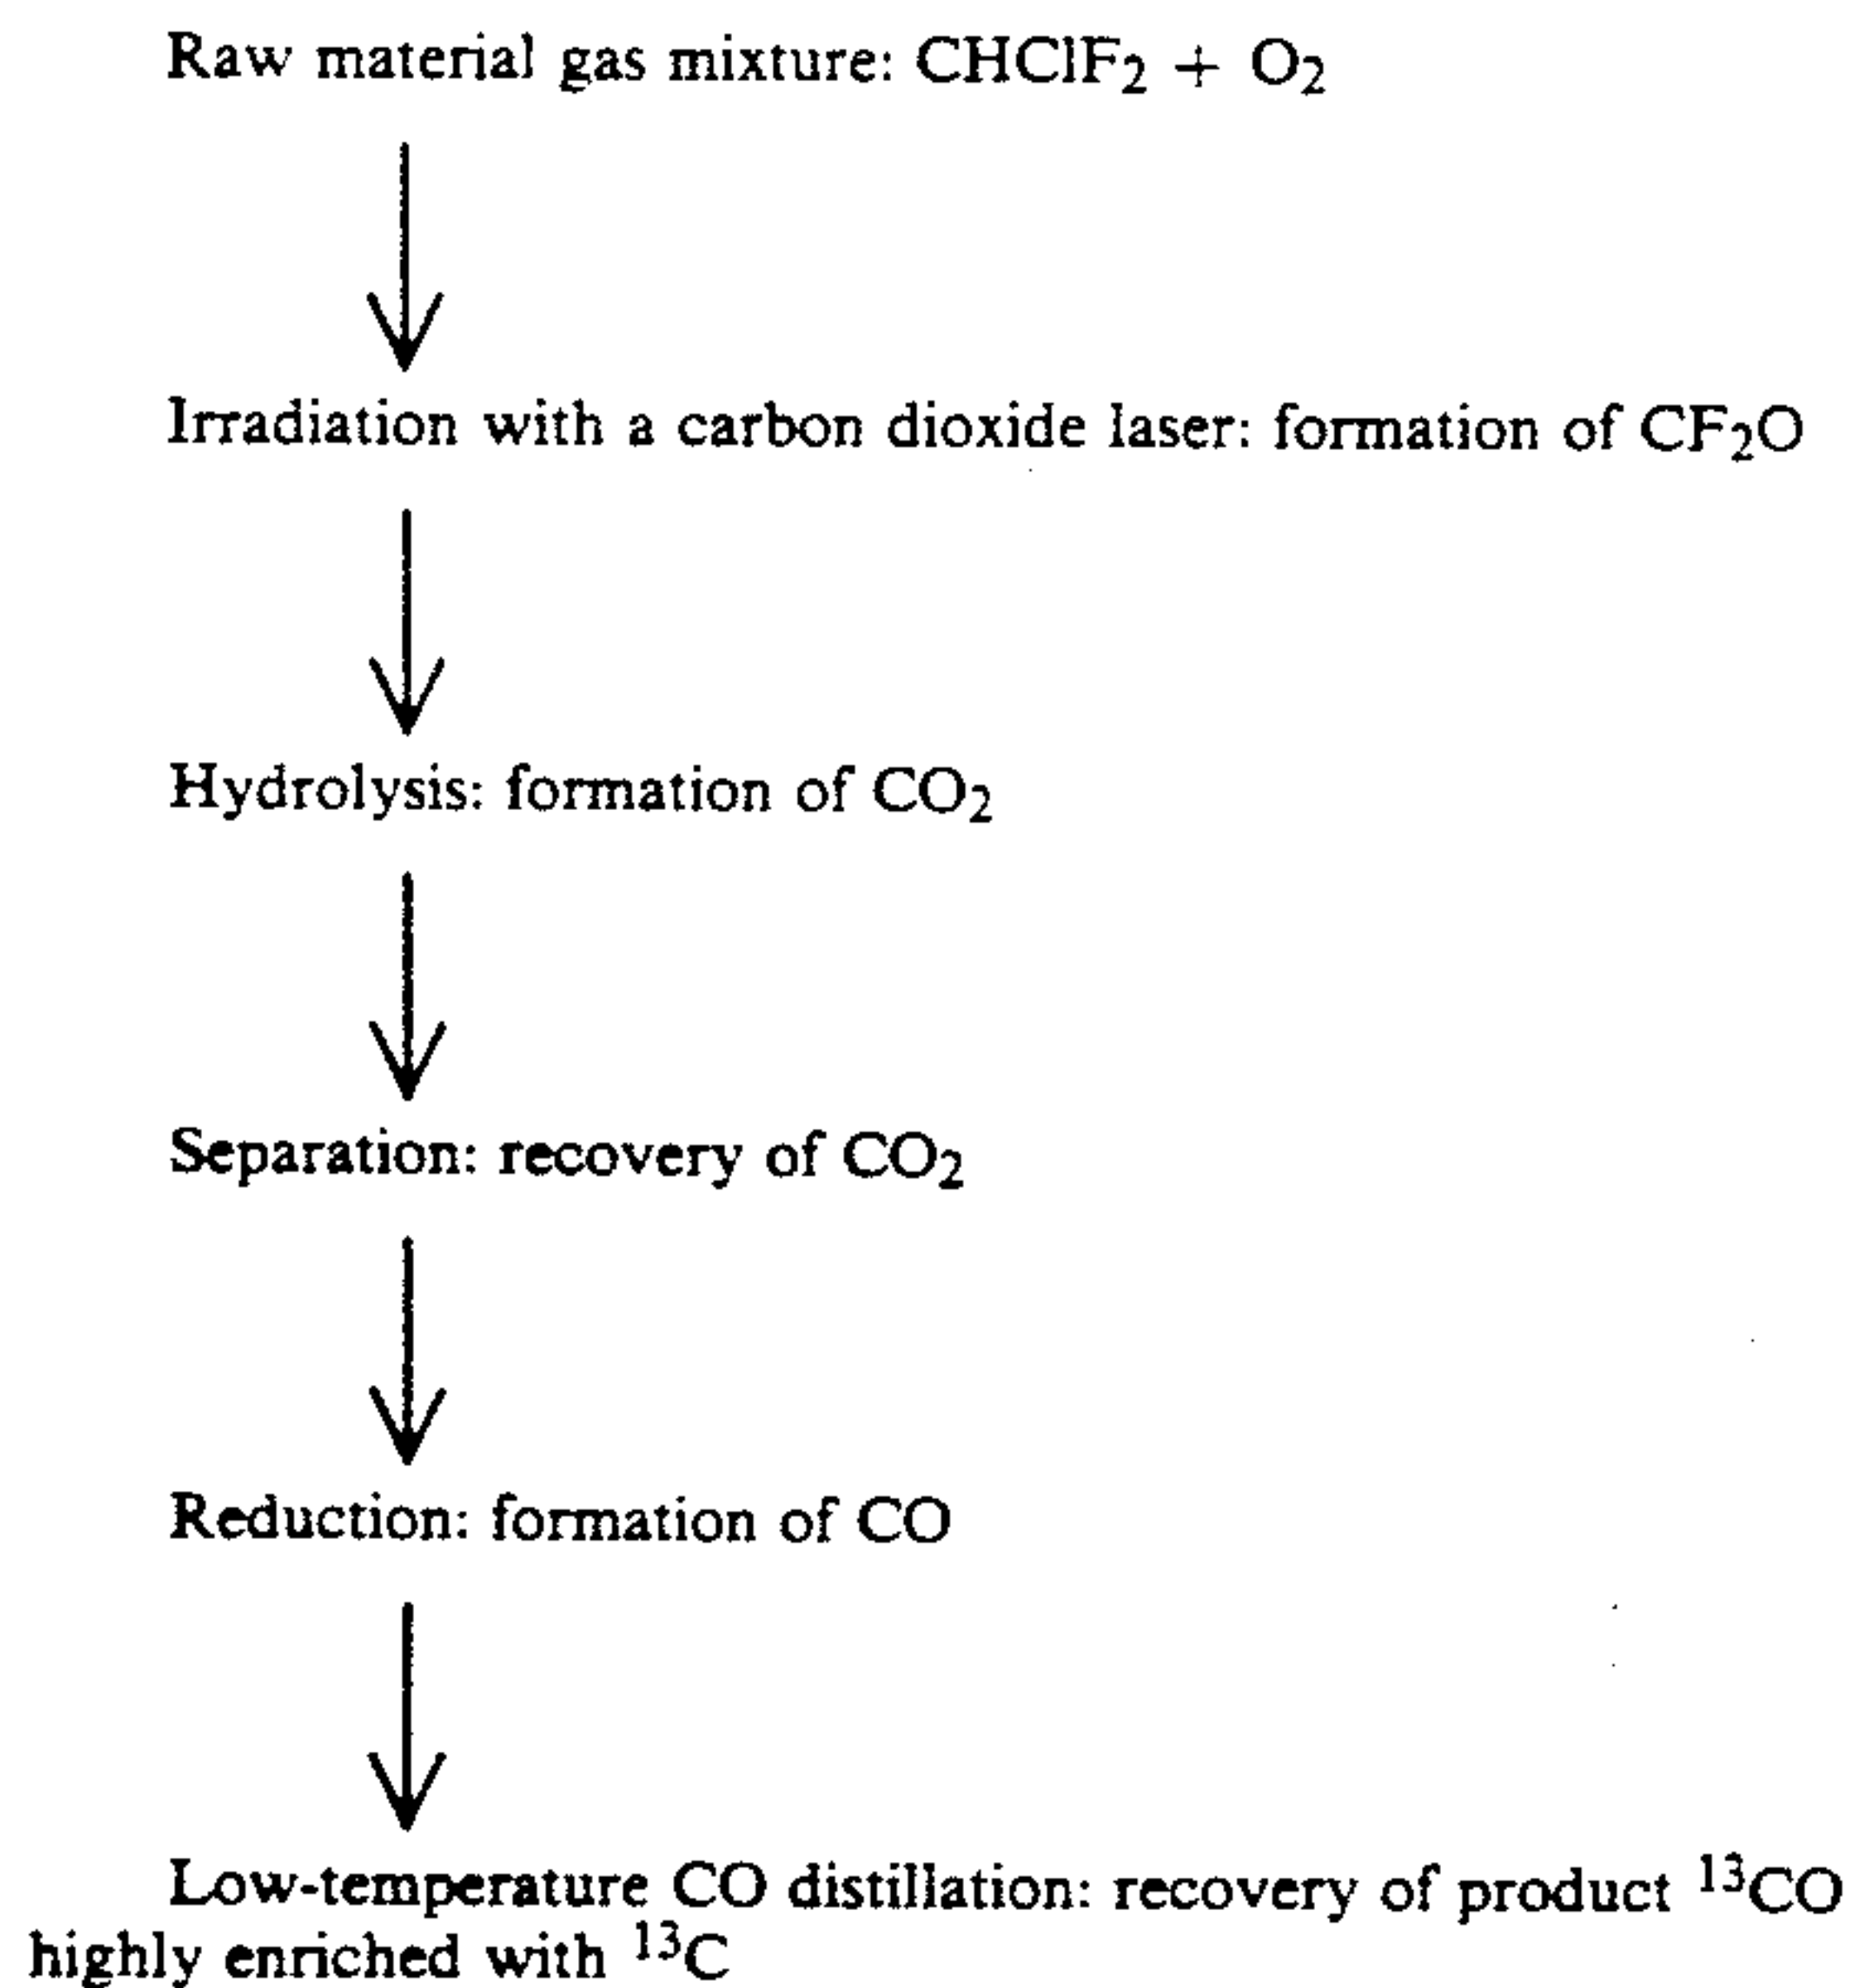 Raw material gas mixture: CHClF₂ + O₂
Irradiation with a carbon dioxide laser: formation of CF₂O
Hydrolysis: formation of CO₂
Separation: recovery of CO₂
Reduction: formation of CO
Low-temperature CO distillation: recovery of product ¹³CO
highly enriched with ¹³C